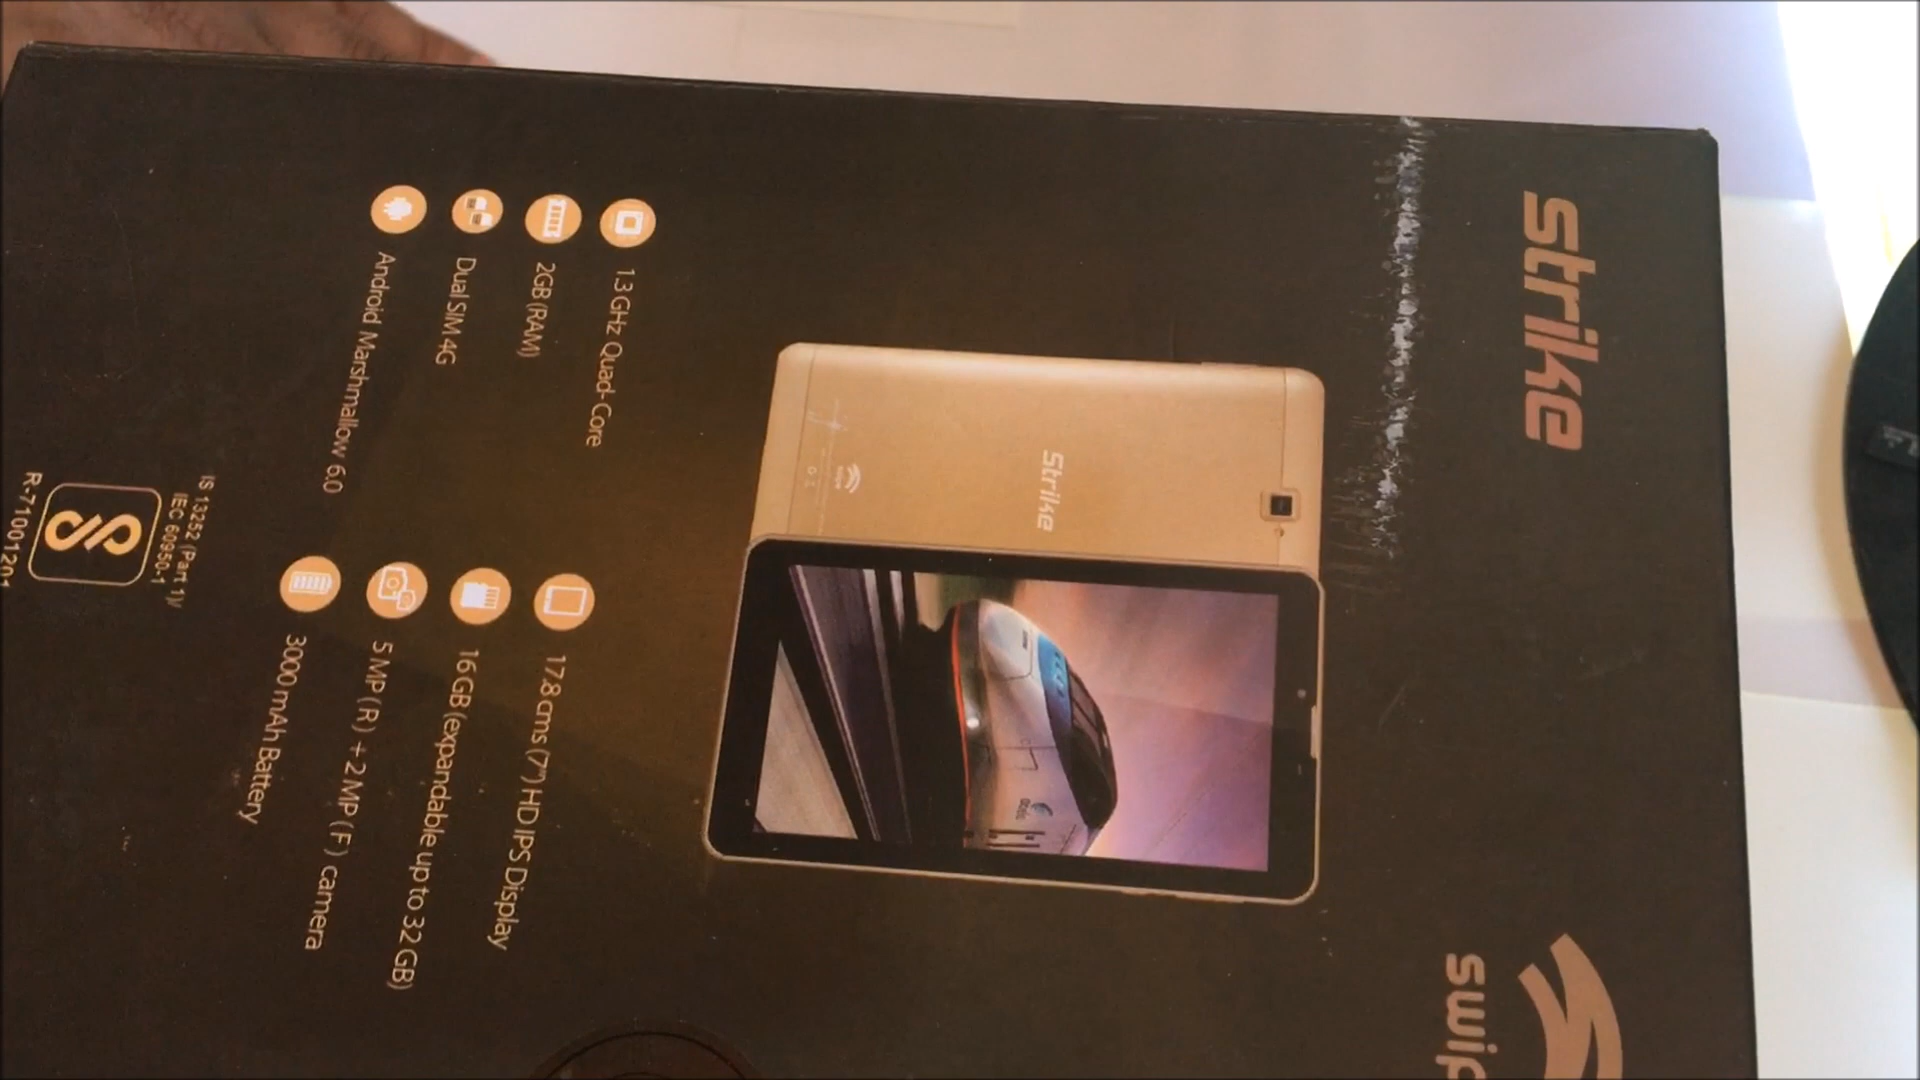 strike
swip
Strike
1.3 GHz Quad-Core
2GB (RAM)
Dual SIM 4G
Android Marshmallow 6.0
17.8 cms (7") HD IPS Display
16 GB (expandable up to 32 GB)
5 MP ( R ) + 2 MP ( F ) camera
3000 mAh Battery
IS 13252 (Part 1)/
IEC 60950-1
R-7100120